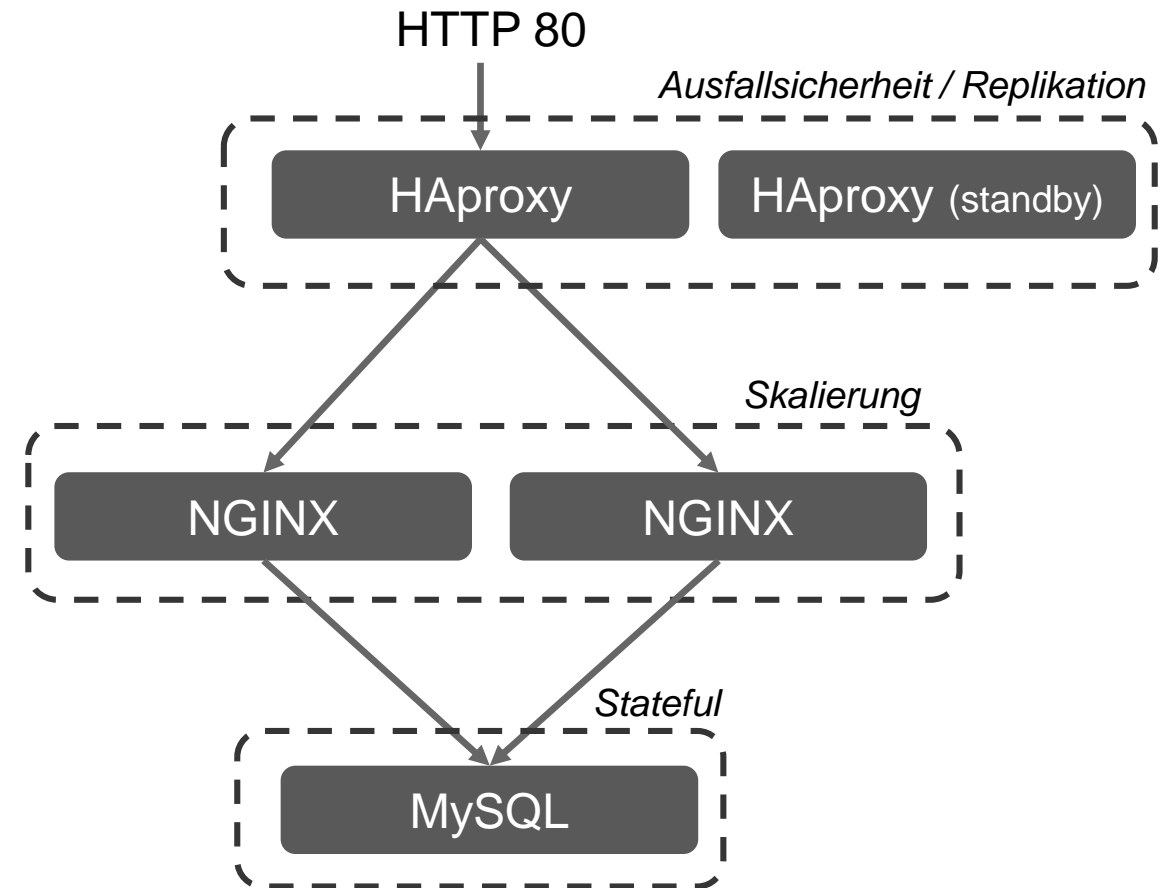 HTTP 80
Ausfallsicherheit / Replikation
HAproxy
HAproxy (standby)
Skalierung
NGINX
NGINX
Stateful
MySQL